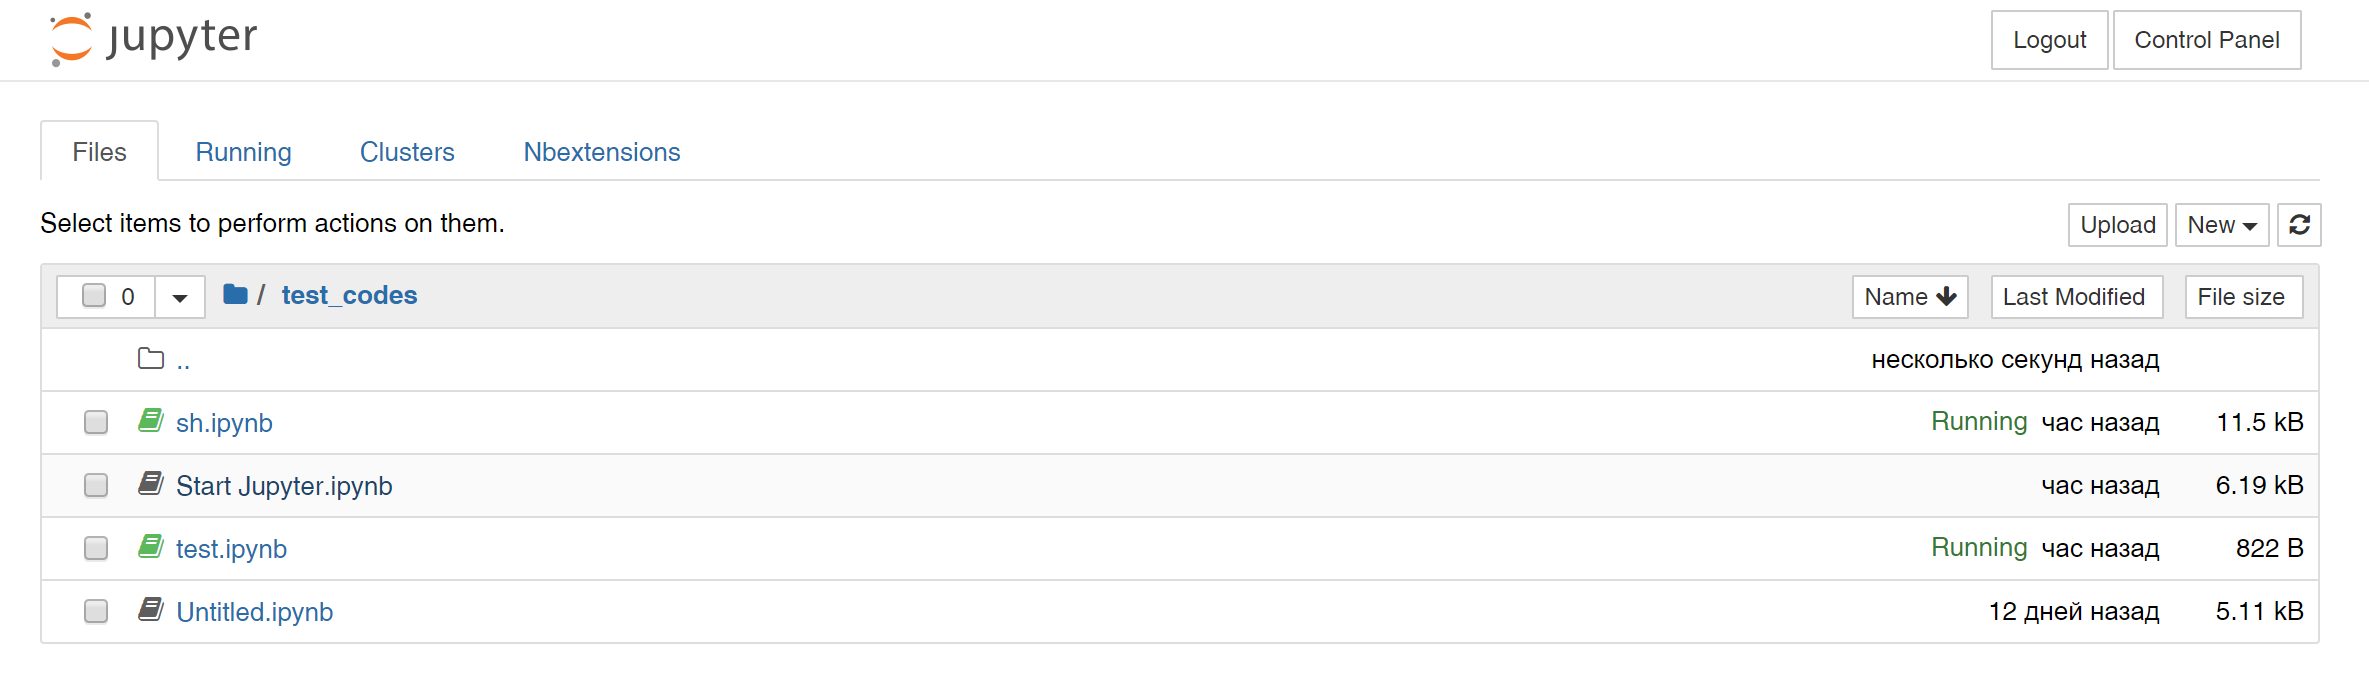 jupyter Logout Control Panel
Files Running Clusters Nbextensions
Select items to perform actions on them. Upload New
0 / test_codes Name Last Modified File size
.. несколько секунд назад
sh.ipynb Running час назад 11.5 kB
Start Jupyter.ipynb час назад 6.19 kB
test.ipynb Running час назад 822 B
Untitled.ipynb 12 дней назад 5.11 kB